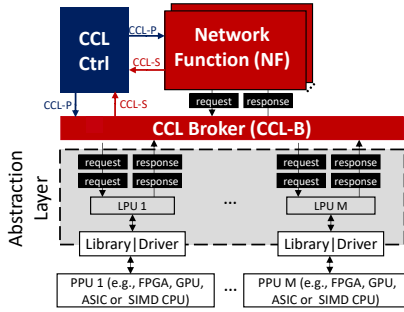 CCL
Ctrl
CCL-P
CCL-S
Network
Function (NF)
CCL-P
CCL-S
request
response
CCL Broker (CCL-B)
Abstraction
Layer
request
response
request
response
request
response
request
response
LPU 1
...
LPU M
Library|Driver
Library|Driver
PPU 1 (e.g., FPGA, GPU,
ASIC or SIMD CPU)
...
PPU M (e.g., FPGA, GPU,
ASIC or SIMD CPU)